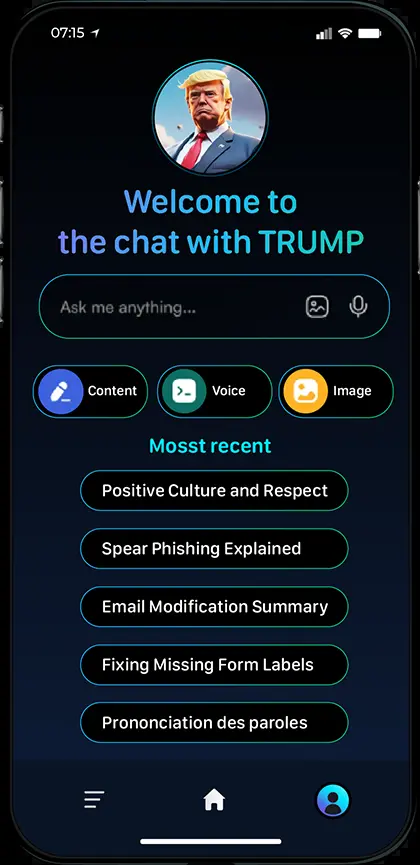 07:15
Welcome to
the chat with TRUMP
Ask me anything...
Content
Voice
Image
Mosst recent
Positive Culture and Respect
Spear Phishing Explained
Email Modification Summary
Fixing Missing Form Labels
Prononciation des paroles